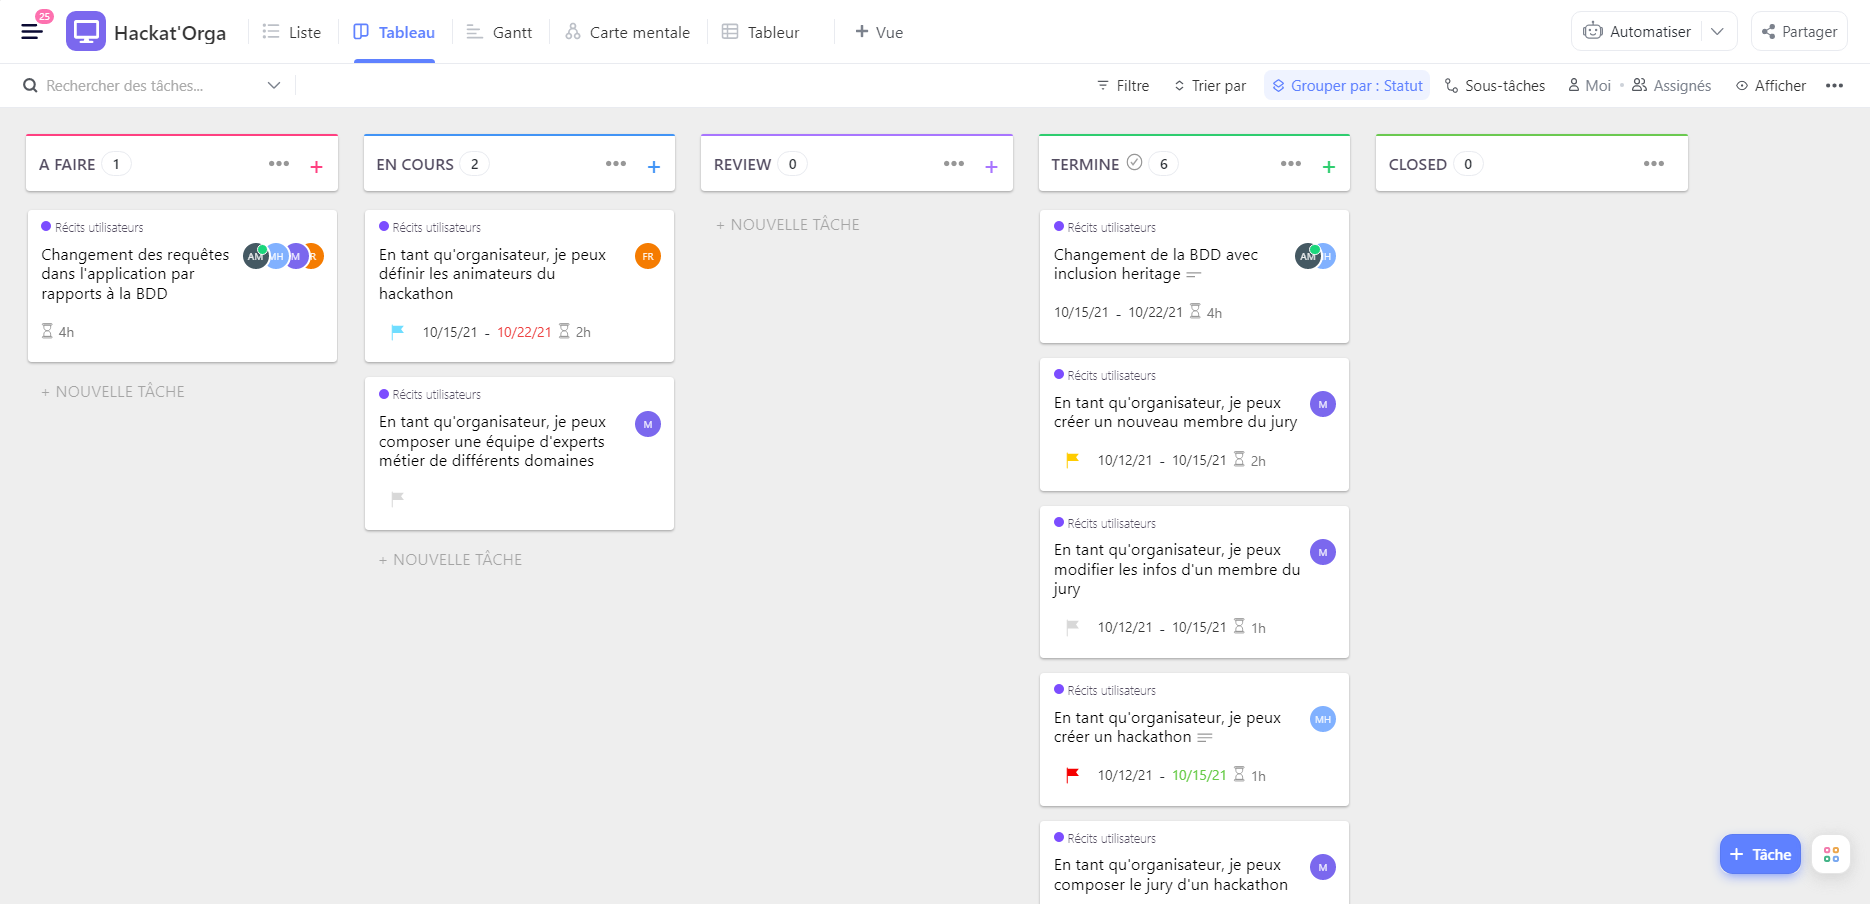 25
Hackat'Orga
Liste
Tableau
Gantt
Carte mentale
Tableur
+ Vue
Automatiser
Partager
Rechercher des tâches...
Filtre
Trier par
Grouper par : Statut
Sous-tâches
Moi
Assignés
Afficher
A FAIRE 1
Récits utilisateurs
Changement des requêtes
dans l'application par
rapports à la BDD
AM MH M R
4h
+ NOUVELLE TÂCHE
EN COURS 2
Récits utilisateurs
En tant qu'organisateur, je peux
définir les animateurs du
hackathon
FR
10/15/21 - 10/22/21 2h
Récits utilisateurs
En tant qu'organisateur, je peux
composer une équipe d'experts
métier de différents domaines
M
+ NOUVELLE TÂCHE
REVIEW 0
+ NOUVELLE TÂCHE
TERMINE 6
Récits utilisateurs
Changement de la BDD avec
inclusion heritage
AM H
10/15/21 - 10/22/21 4h
Récits utilisateurs
En tant qu'organisateur, je peux
créer un nouveau membre du jury
M
10/12/21 - 10/15/21 2h
Récits utilisateurs
En tant qu'organisateur, je peux
modifier les infos d'un membre du
jury
M
10/12/21 - 10/15/21 1h
Récits utilisateurs
En tant qu'organisateur, je peux
créer un hackathon
MH
10/12/21 - 10/15/21 1h
Récits utilisateurs
En tant qu'organisateur, je peux
composer le jury d'un hackathon
M
CLOSED 0
+ Tâche